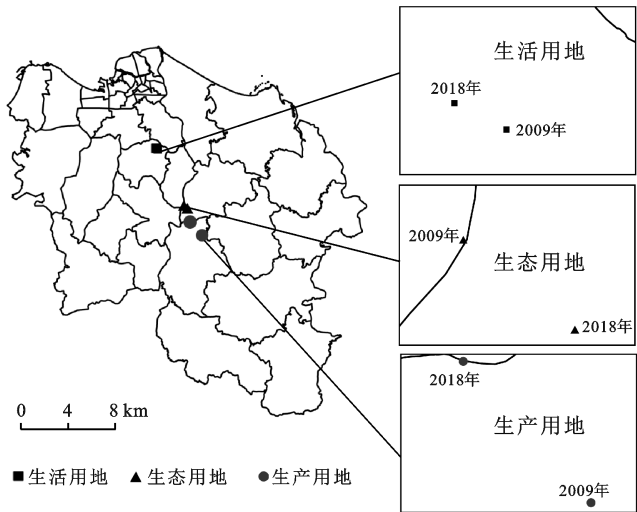 生活用地
2018年
2009年
2009年
生态用地
2018年
2018年
生产用地
2009年
0 4 8 km
生活用地 生态用地 生产用地